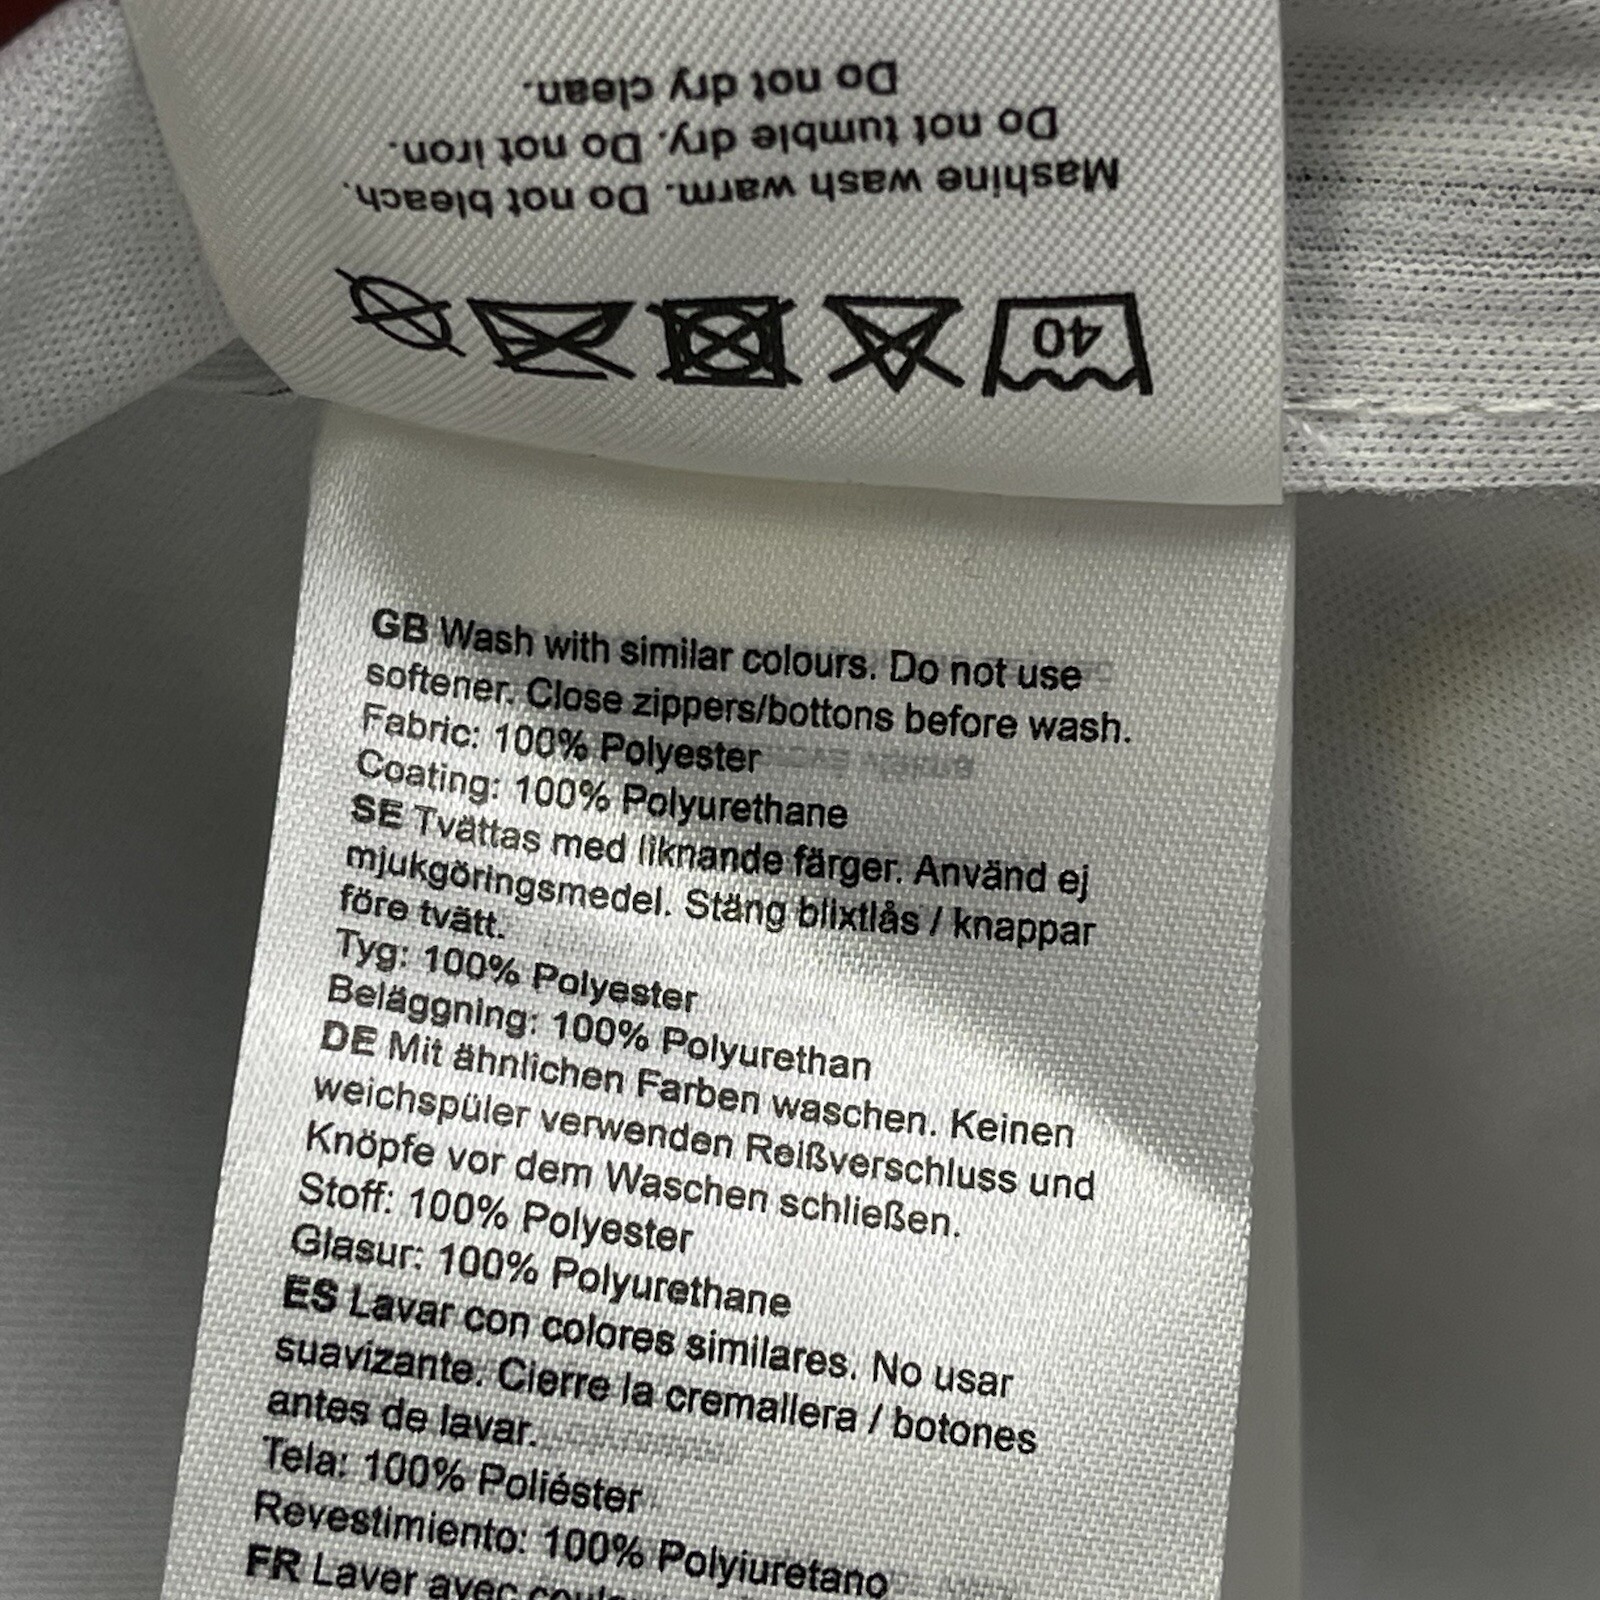 Mashine wash warm. Do not bleach.
Do not tumble dry. Do not iron.
Do not dry clean.
40
GB Wash with similar colours. Do not use
softener. Close zippers/bottons before wash.
Fabric: 100% Polyester
Coating: 100% Polyurethane
SE Tvättas med liknande färger. Använd ej
mjukgöringsmedel. Stäng blixtlås / knappar
före tvätt.
Tyg: 100% Polyester
Beläggning: 100% Polyurethan
DE Mit ähnlichen Farben waschen. Keinen
weichspüler verwenden Reißverschluss und
Knöpfe vor dem Waschen schließen.
Stoff: 100% Polyester
Glasur: 100% Polyurethane
ES Lavar con colores similares. No usar
suavizante. Cierre la cremallera / botones
antes de lavar.
Tela: 100% Poliéster
Revestimiento: 100% Polyiuretano
FR Laver avec